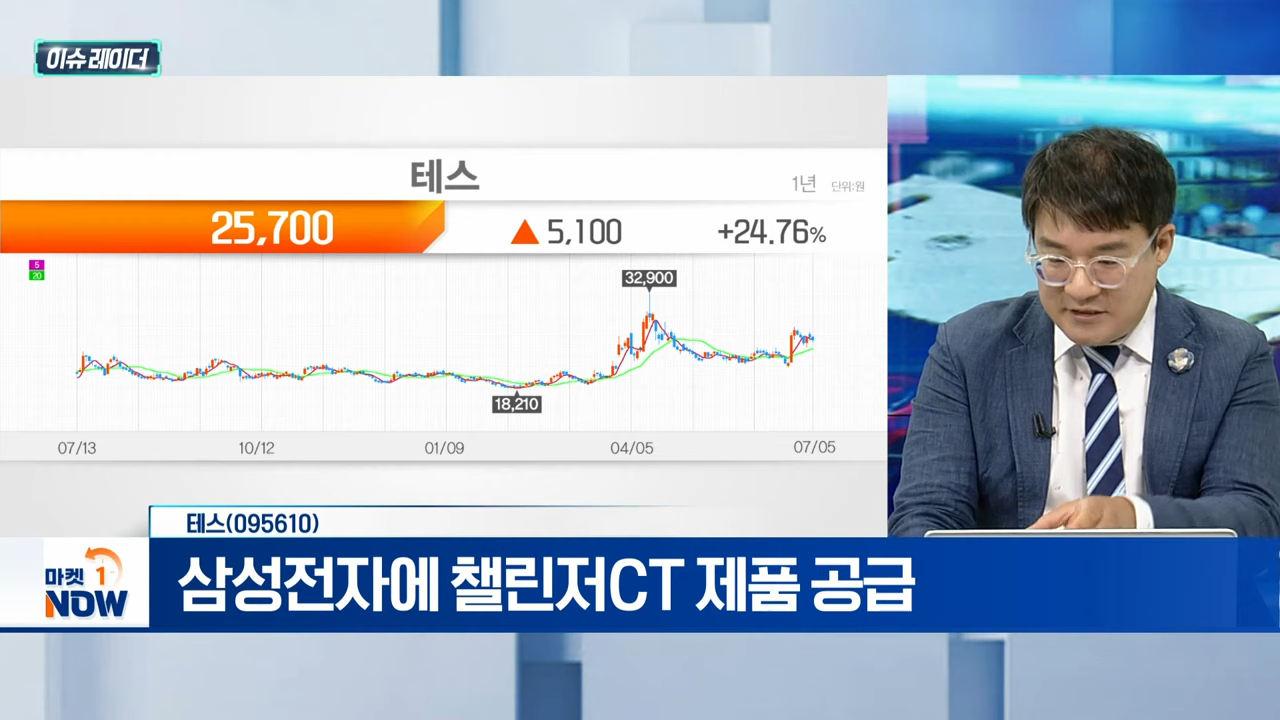 이슈 레이더
테스
1년 단위:원
25,700 ▲ 5,100 +24.76%
5
20
32,900
18,210
07/13 10/12 01/09 04/05 07/05
테스(095610)
마켓 1
NOW
삼성전자에 챌린저CT 제품 공급